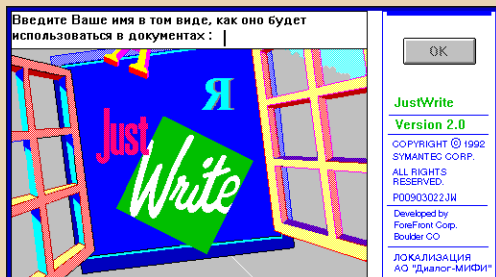 Введите Ваше имя в том виде, как оно будет
использоваться в документах :
Я
Just
Write
OK
JustWrite
Version 2.0
COPYRIGHT © 1992
SYMANTEC CORP.
ALL RIGHTS
RESERVED.
P00903022JW
Developed by
ForeFront Corp.
Boulder CO
ЛОКАЛИЗАЦИЯ
АО "Диалог-МИФИ"